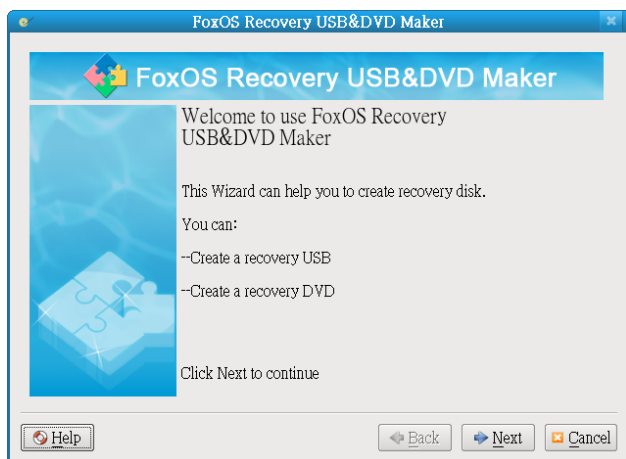 FoxOS Recovery USB&DVD Maker
FoxOS Recovery USB&DVD Maker
Welcome to use FoxOS Recovery
USB&DVD Maker
This Wizard can help you to create recovery disk.
You can:
--Create a recovery USB
--Create a recovery DVD
Click Next to continue
Help
Back
Next
Cancel